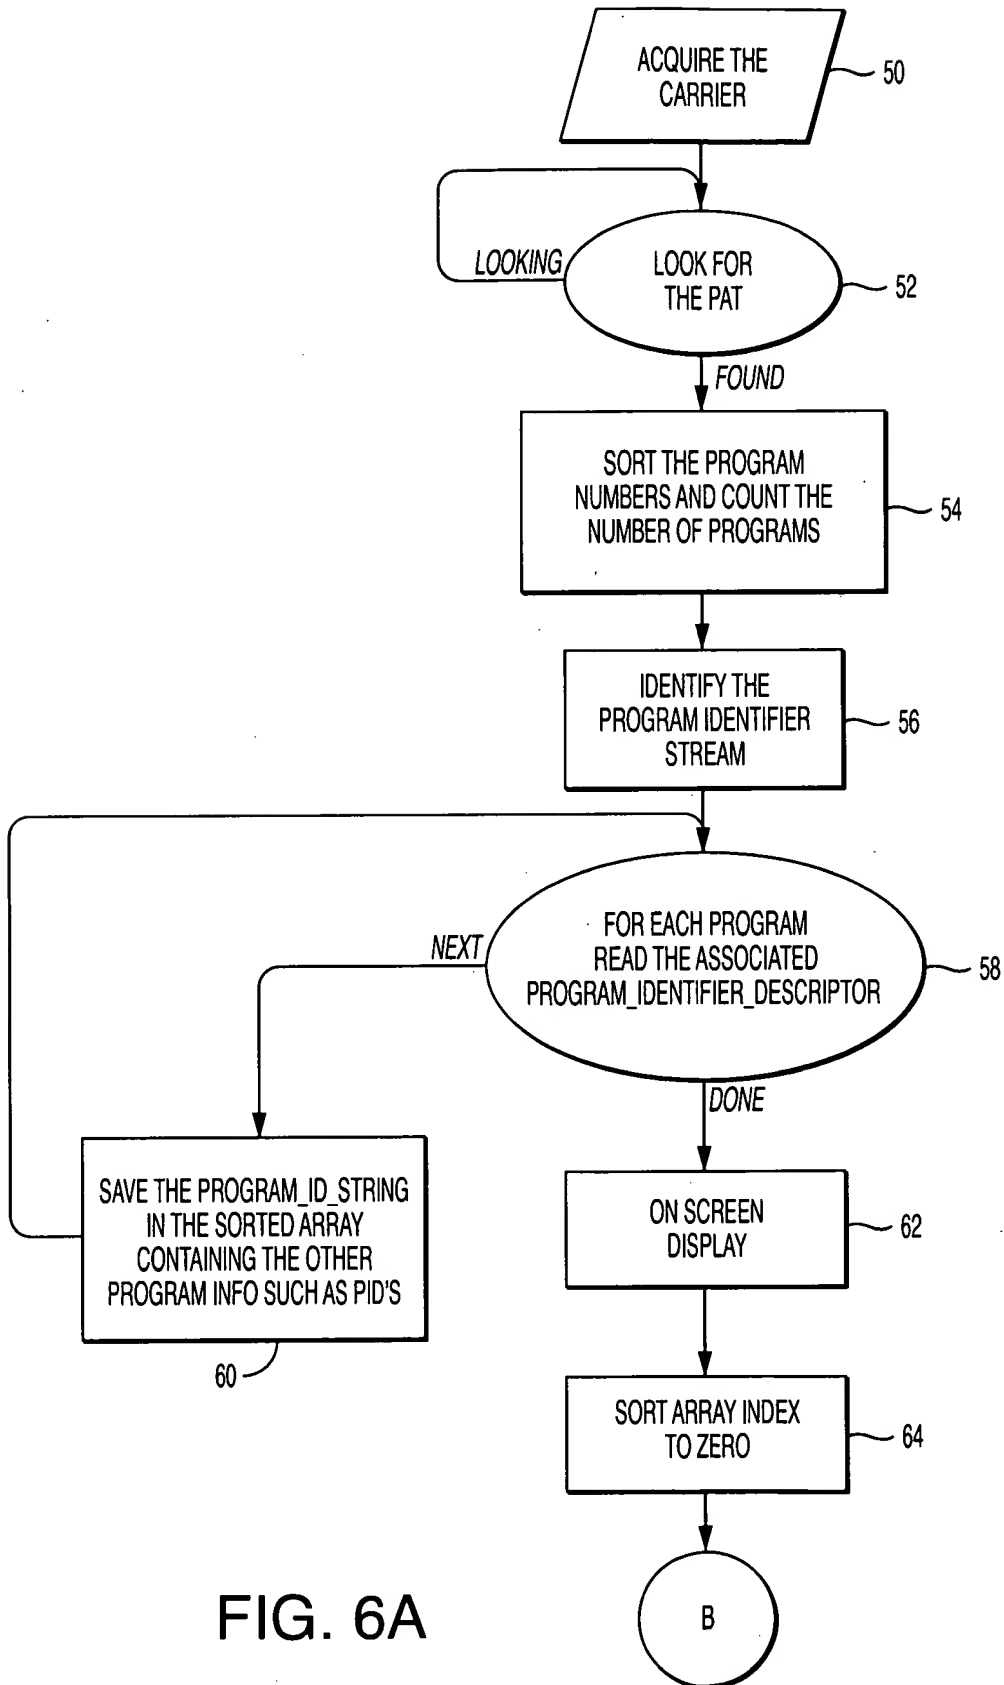 ACQUIRE THE
CARRIER
50
LOOKING
LOOK FOR
THE PAT
52
FOUND
SORT THE PROGRAM
NUMBERS AND COUNT THE
NUMBER OF PROGRAMS
54
IDENTIFY THE
PROGRAM IDENTIFIER
STREAM
56
NEXT
FOR EACH PROGRAM
READ THE ASSOCIATED
PROGRAM_IDENTIFIER_DESCRIPTOR
58
DONE
SAVE THE PROGRAM_ID_STRING
IN THE SORTED ARRAY
CONTAINING THE OTHER
PROGRAM INFO SUCH AS PID'S
60
ON SCREEN
DISPLAY
62
SORT ARRAY INDEX
TO ZERO
64
B
FIG. 6A